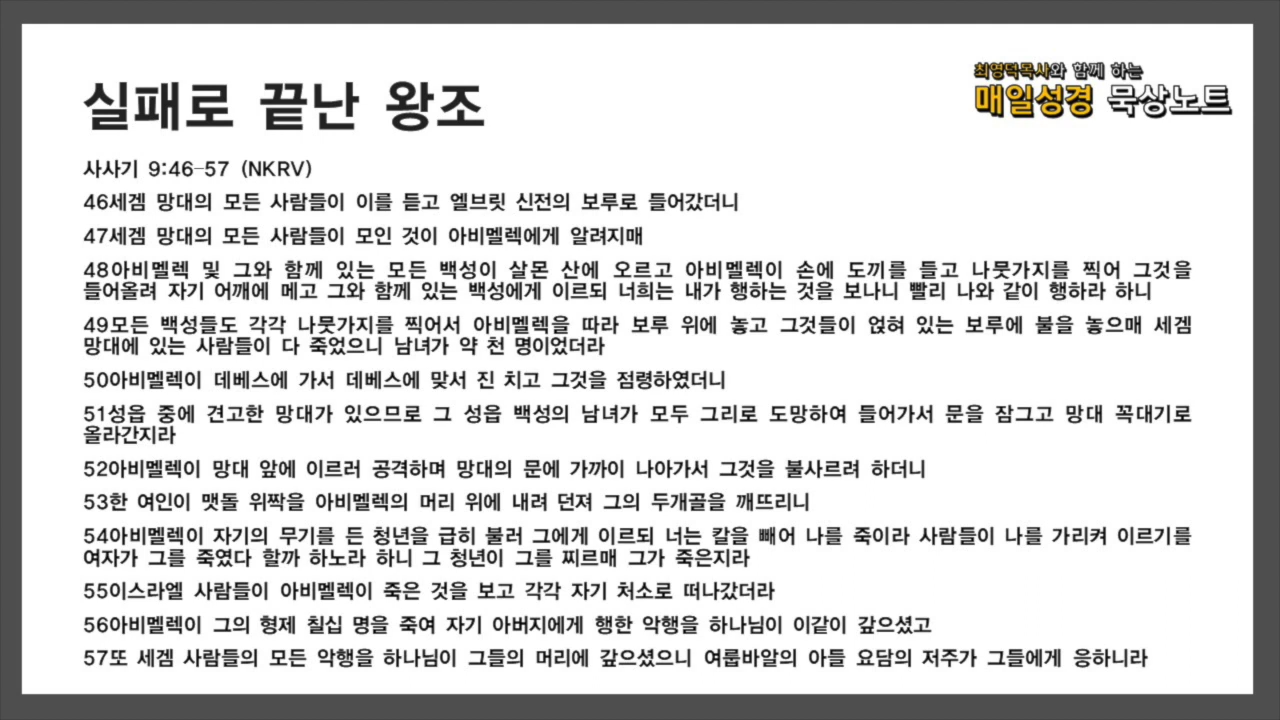 최영덕목사와 함께 하는
매일성경 묵상노트
실패로 끝난 왕조
사사기 9:46-57 (NKRV)
46세겜 망대의 모든 사람들이 이를 듣고 엘브릿 신전의 보루로 들어갔더니
47세겜 망대의 모든 사람들이 모인 것이 아비멜렉에게 알려지매
48아비멜렉 및 그와 함께 있는 모든 백성이 살몬 산에 오르고 아비멜렉이 손에 도끼를 들고 나뭇가지를 찍어 그것을
들어올려 자기 어깨에 메고 그와 함께 있는 백성에게 이르되 너희는 내가 행하는 것을 보나니 빨리 나와 같이 행하라 하니
49모든 백성들도 각각 나뭇가지를 찍어서 아비멜렉을 따라 보루 위에 놓고 그것들이 얹혀 있는 보루에 불을 놓으매 세겜
망대에 있는 사람들이 다 죽었으니 남녀가 약 천 명이었더라
50아비멜렉이 데베스에 가서 데베스에 맞서 진 치고 그것을 점령하였더니
51성읍 중에 견고한 망대가 있으므로 그 성읍 백성의 남녀가 모두 그리로 도망하여 들어가서 문을 잠그고 망대 꼭대기로
올라간지라
52아비멜렉이 망대 앞에 이르러 공격하며 망대의 문에 가까이 나아가서 그것을 불사르려 하더니
53한 여인이 맷돌 위짝을 아비멜렉의 머리 위에 내려 던져 그의 두개골을 깨뜨리니
54아비멜렉이 자기의 무기를 든 청년을 급히 불러 그에게 이르되 너는 칼을 빼어 나를 죽이라 사람들이 나를 가리켜 이르기를
여자가 그를 죽였다 할까 하노라 하니 그 청년이 그를 찌르매 그가 죽은지라
55이스라엘 사람들이 아비멜렉이 죽은 것을 보고 각각 자기 처소로 떠나갔더라
56아비멜렉이 그의 형제 칠십 명을 죽여 자기 아버지에게 행한 악행을 하나님이 이같이 갚으셨고
57또 세겜 사람들의 모든 악행을 하나님이 그들의 머리에 갚으셨으니 여룹바알의 아들 요담의 저주가 그들에게 응하니라